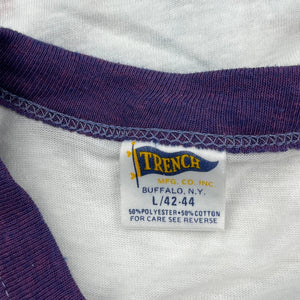 TRENCH
MFG. CO., INC
BUFFALO, N.Y.
L/42-44
50% POLYESTER • 50% COTTON
FOR CARE SEE REVERSE